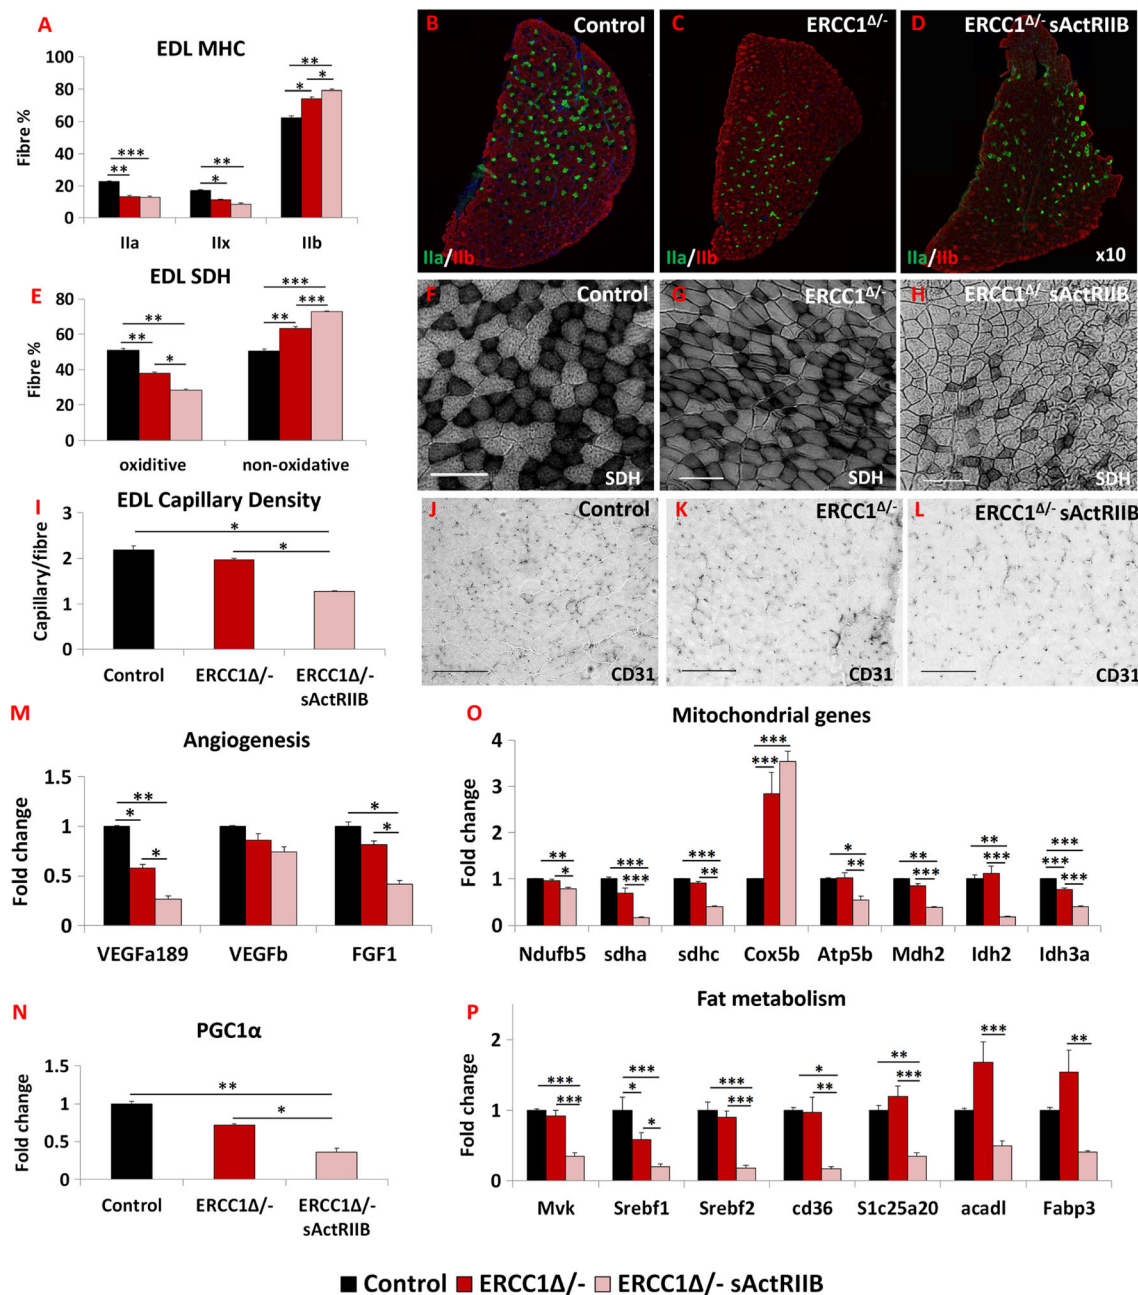 A
EDL MHC
Fibre %
100
80
60
40
20
0
**
*
*
***
**
**
*
IIa
IIx
IIb
B
Control
IIa/IIb
C
ERCC1Δ/-
IIa/IIb
D
ERCC1Δ/- sActRIIB
IIa/IIb
x10
E
EDL SDH
Fibre %
80
60
40
20
0
**
**
*
***
***
**
oxiditive
non-oxidative
F
Control
SDH
G
ERCC1Δ/-
SDH
H
ERCC1Δ/- sActRIIB
SDH
I
EDL Capillary Density
Capillary/fibre
3
2
1
0
*
*
Control
ERCC1Δ/-
ERCC1Δ/-
sActRIIB
J
Control
CD31
K
ERCC1Δ/-
CD31
L
ERCC1Δ/- sActRIIB
CD31
M
Angiogenesis
Fold change
1.5
1
0.5
0
**
*
*
*
*
VEGFa189
VEGFb
FGF1
O
Mitochondrial genes
Fold change
4
3
2
1
0
**
*
***
***
***
**
***
***
*
**
**
***
**
***
***
***
***
Ndufb5
sdha
sdhc
Cox5b
Atp5b
Mdh2
Idh2
Idh3a
N
PGC1α
Fold change
1.5
1
0.5
0
**
*
Control
ERCC1Δ/-
ERCC1Δ/-
sActRIIB
P
Fat metabolism
Fold change
2
1
0
***
***
***
*
*
***
***
*
**
**
***
***
**
Mvk
Srebf1
Srebf2
cd36
S1c25a20
acadl
Fabp3
Control ERCC1Δ/- ERCC1Δ/- sActRIIB